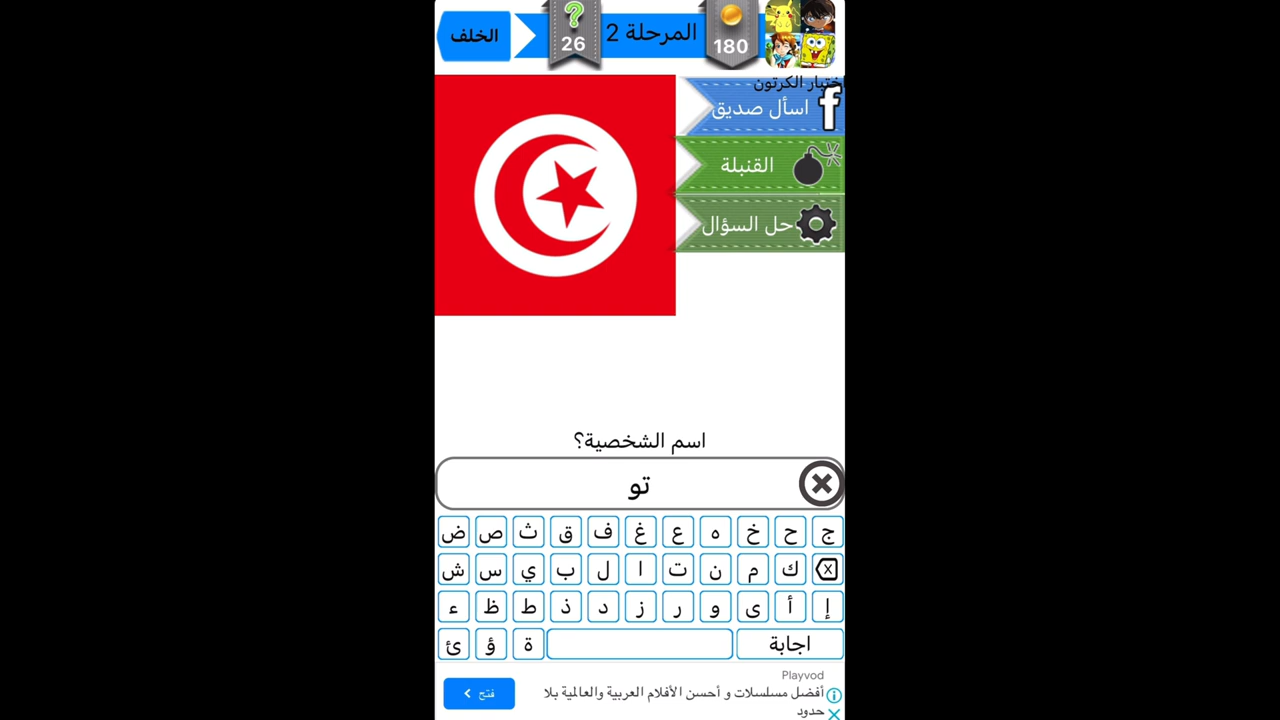 الخلف
26
المرحلة 2
180
اختبار الكرتون
اسأل صديق
القنبلة
حل السؤال
اسم الشخصية؟
تو
ض ص ث ق ف غ ع ه خ ح ج
ش س ي ب ل ا ت ن م ك
ء ظ ط ذ د ز ر و ى أ إ
ئ ؤ ة اجابة
Playvod
أفضل مسلسلات و أحسن الأفلام العربية والعالمية بلا
حدود
فتح